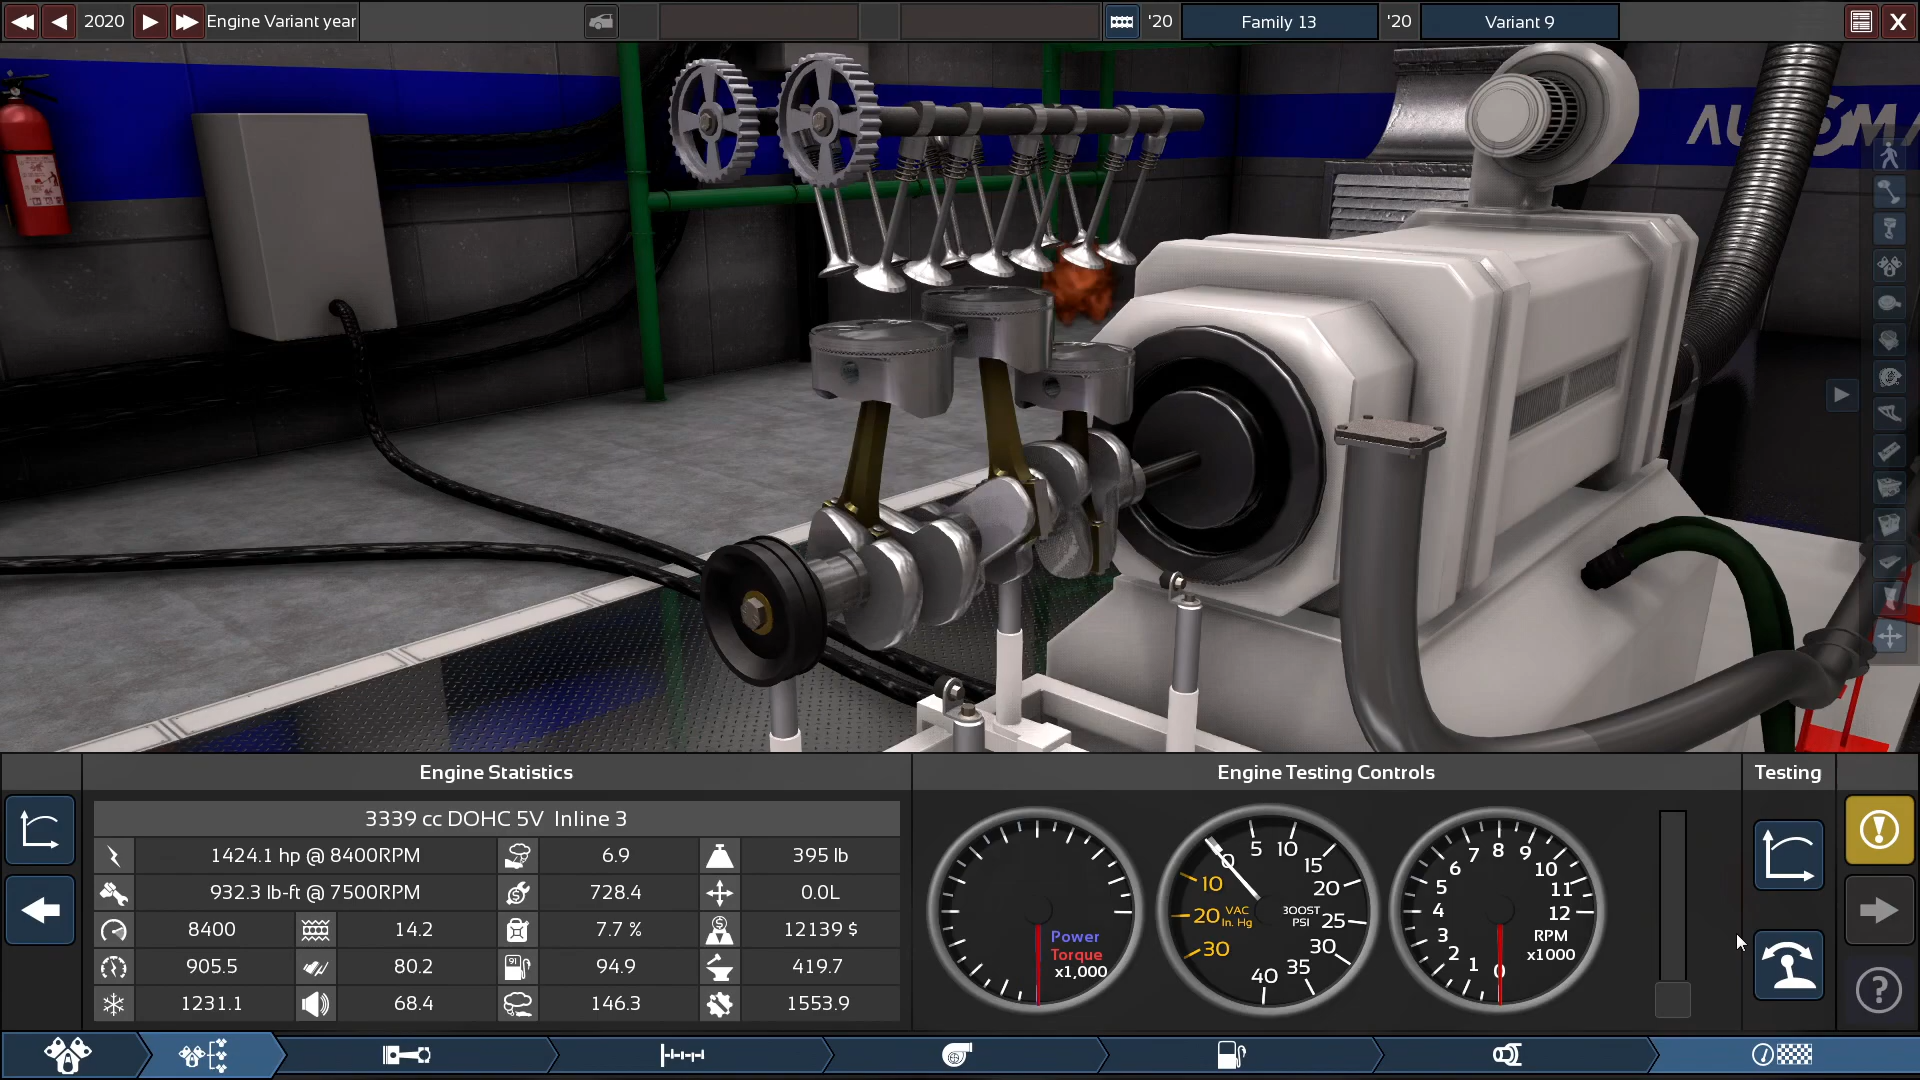 2020 Engine Variant year '20 Family 13 '20 Variant 9 X
Engine Statistics
3339 cc DOHC 5V Inline 3
1424.1 hp @ 8400RPM 6.9 395 lb
932.3 lb-ft @ 7500RPM 728.4 0.0L
8400 14.2 7.7 % 12139 $
905.5 80.2 94.9 419.7
1231.1 68.4 146.3 1553.9
Engine Testing Controls
Power
Torque
x1,000
0 5 10 15 20 25 30 35 40
10 20 30
VAC
In. Hg
BOOST
PSI
0 1 2 3 4 5 6 7 8 9 10 11 12
RPM
x1000
Testing
91
?